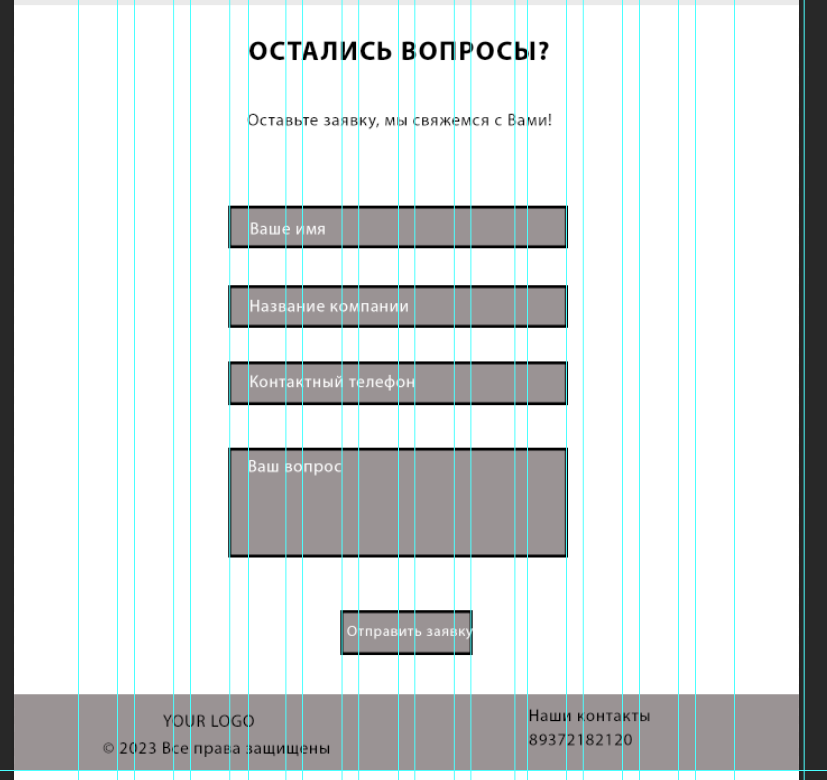 ОСТАЛИСЬ ВОПРОСЫ?
Оставьте заявку, мы свяжемся с Вами!
Ваше имя
Название компании
Контактный телефон
Ваш вопрос
Отправить заявку
YOUR LOGO
© 2023 Все права защищены
Наши контакты
89372182120